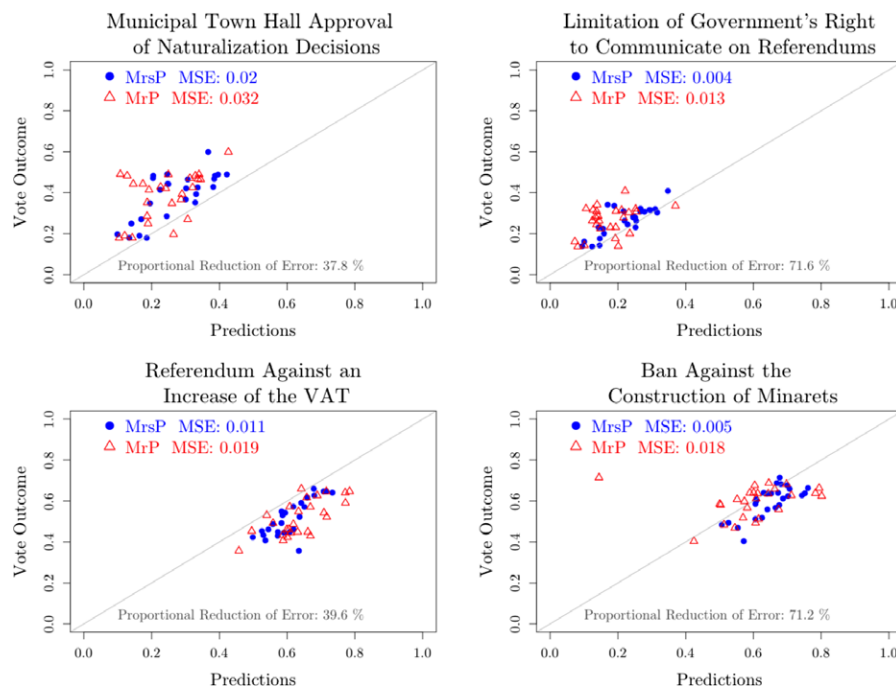 Municipal Town Hall Approval
of Naturalization Decisions
MrsP MSE: 0.02
MrP MSE: 0.032
Vote Outcome
0.0 0.2 0.4 0.6 0.8 1.0
Proportional Reduction of Error: 37.8 %
0.0 0.2 0.4 0.6 0.8 1.0
Predictions
Limitation of Government's Right
to Communicate on Referendums
MrsP MSE: 0.004
MrP MSE: 0.013
Vote Outcome
0.0 0.2 0.4 0.6 0.8 1.0
Proportional Reduction of Error: 71.6 %
0.0 0.2 0.4 0.6 0.8 1.0
Predictions
Referendum Against an
Increase of the VAT
MrsP MSE: 0.011
MrP MSE: 0.019
Vote Outcome
0.0 0.2 0.4 0.6 0.8 1.0
Proportional Reduction of Error: 39.6 %
0.0 0.2 0.4 0.6 0.8 1.0
Predictions
Ban Against the
Construction of Minarets
MrsP MSE: 0.005
MrP MSE: 0.018
Vote Outcome
0.0 0.2 0.4 0.6 0.8 1.0
Proportional Reduction of Error: 71.2 %
0.0 0.2 0.4 0.6 0.8 1.0
Predictions